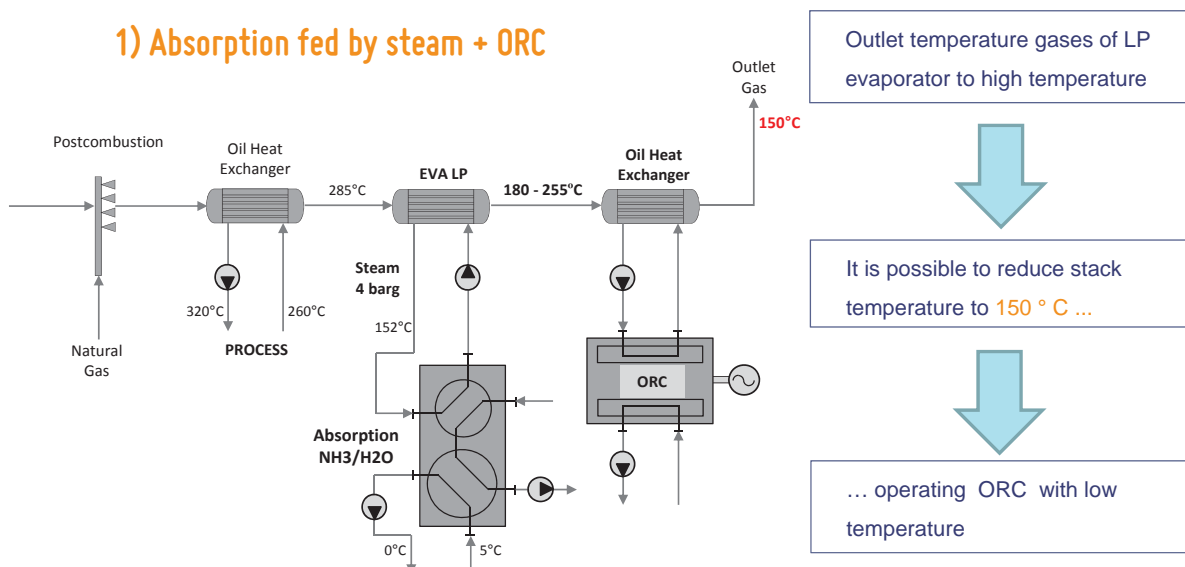 1) Absorption fed by steam + ORC
Outlet
Gas
150°C
Postcombustion
Oil Heat
Exchanger
285°C
EVA LP
180 - 255°C
Oil Heat
Exchanger
Steam
4 barg
152°C
320°C
260°C
PROCESS
Natural
Gas
ORC
Absorption
NH3/H2O
0°C
5°C
Outlet temperature gases of LP
evaporator to high temperature
It is possible to reduce stack
temperature to 150 ° C ...
… operating ORC with low
temperature